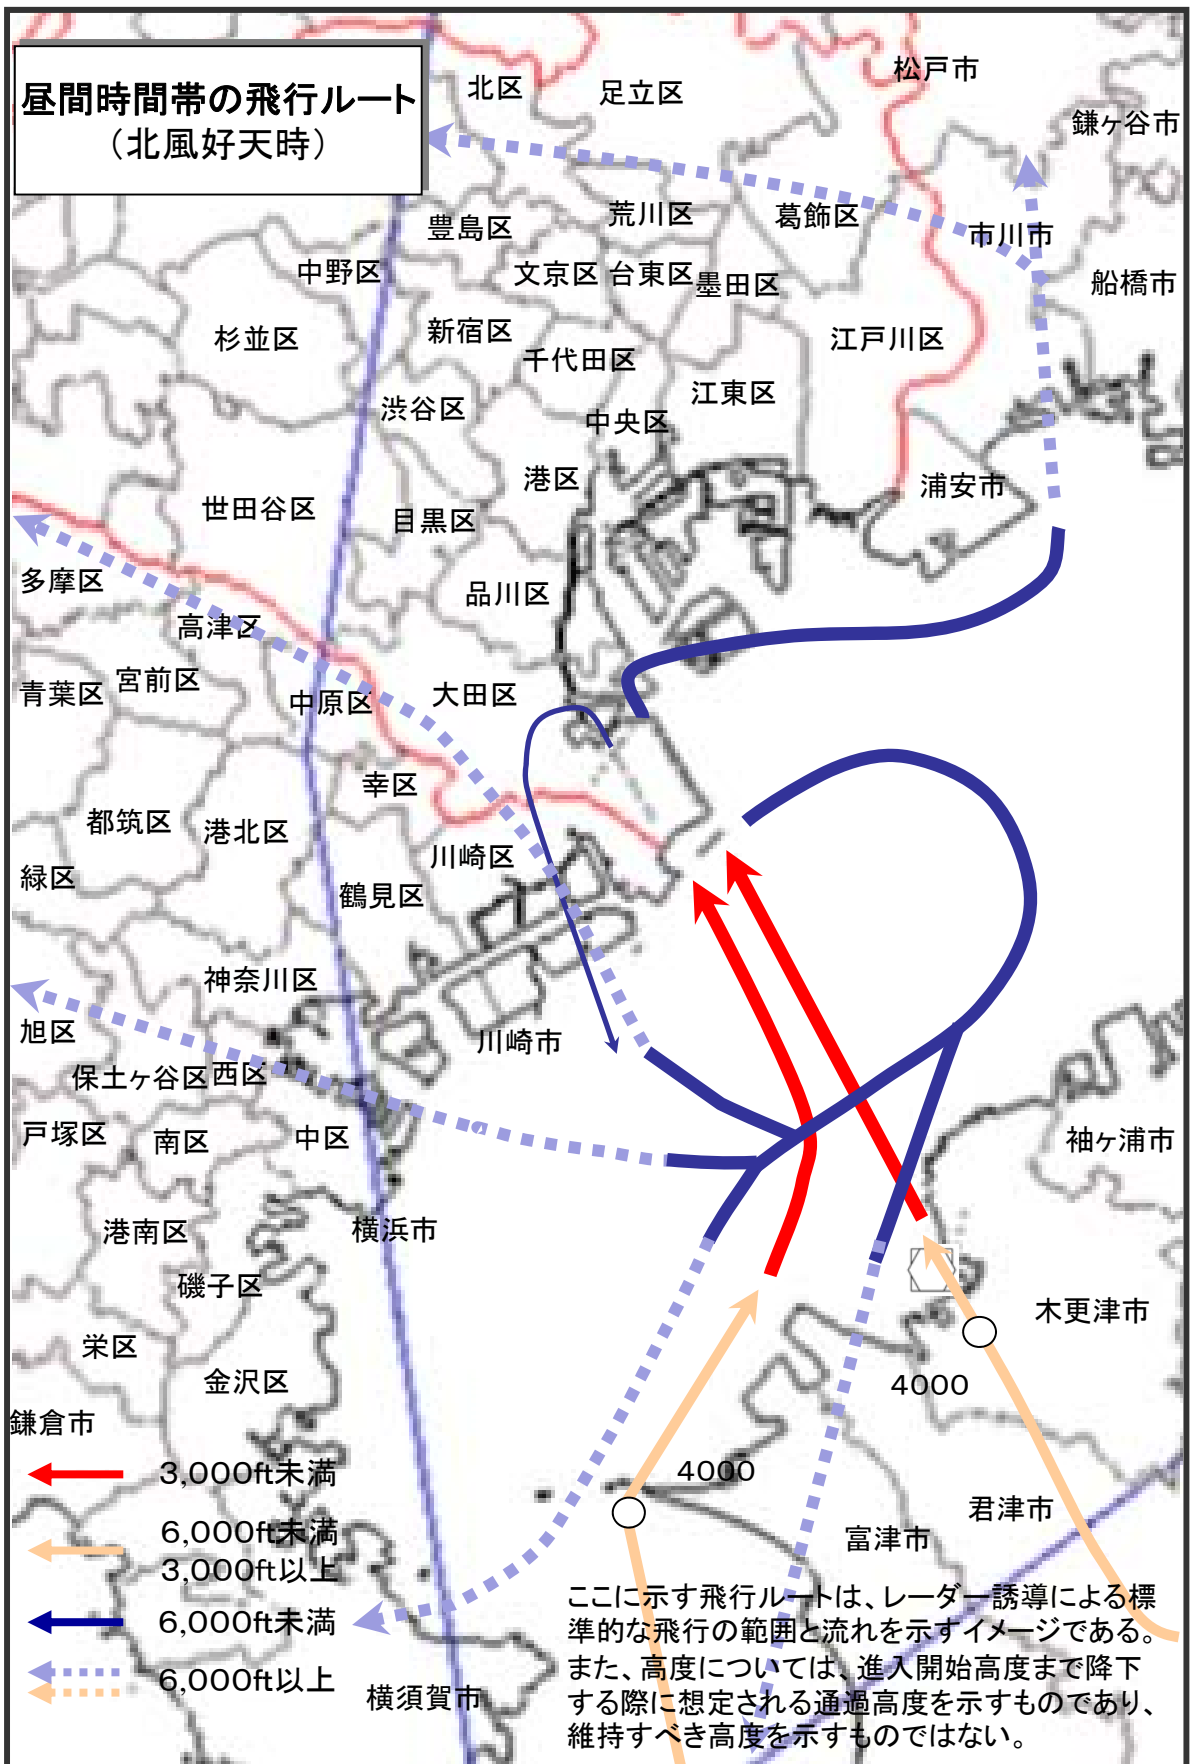 昼間時間帯の飛行ルート
（北風好天時）
北区
足立区
松戸市
鎌ヶ谷市
豊島区
荒川区
葛飾区
市川市
中野区
文京区
台東区
墨田区
船橋市
杉並区
新宿区
千代田区
江戸川区
渋谷区
中央区
江東区
世田谷区
目黒区
港区
浦安市
多摩区
高津区
品川区
青葉区
宮前区
中原区
大田区
都筑区
港北区
幸区
川崎区
緑区
鶴見区
神奈川区
旭区
川崎市
保土ヶ谷区
西区
戸塚区
南区
中区
袖ヶ浦市
港南区
横浜市
磯子区
栄区
金沢区
木更津市
4000
鎌倉市
3,000ft未満
4000
6,000ft未満
3,000ft以上
君津市
富津市
6,000ft未満
6,000ft以上
横須賀市
ここに示す飛行ルートは、レーダー誘導による標
準的な飛行の範囲と流れを示すイメージである。
また、高度については、進入開始高度まで降下
する際に想定される通過高度を示すものであり、
維持すべき高度を示すものではない。